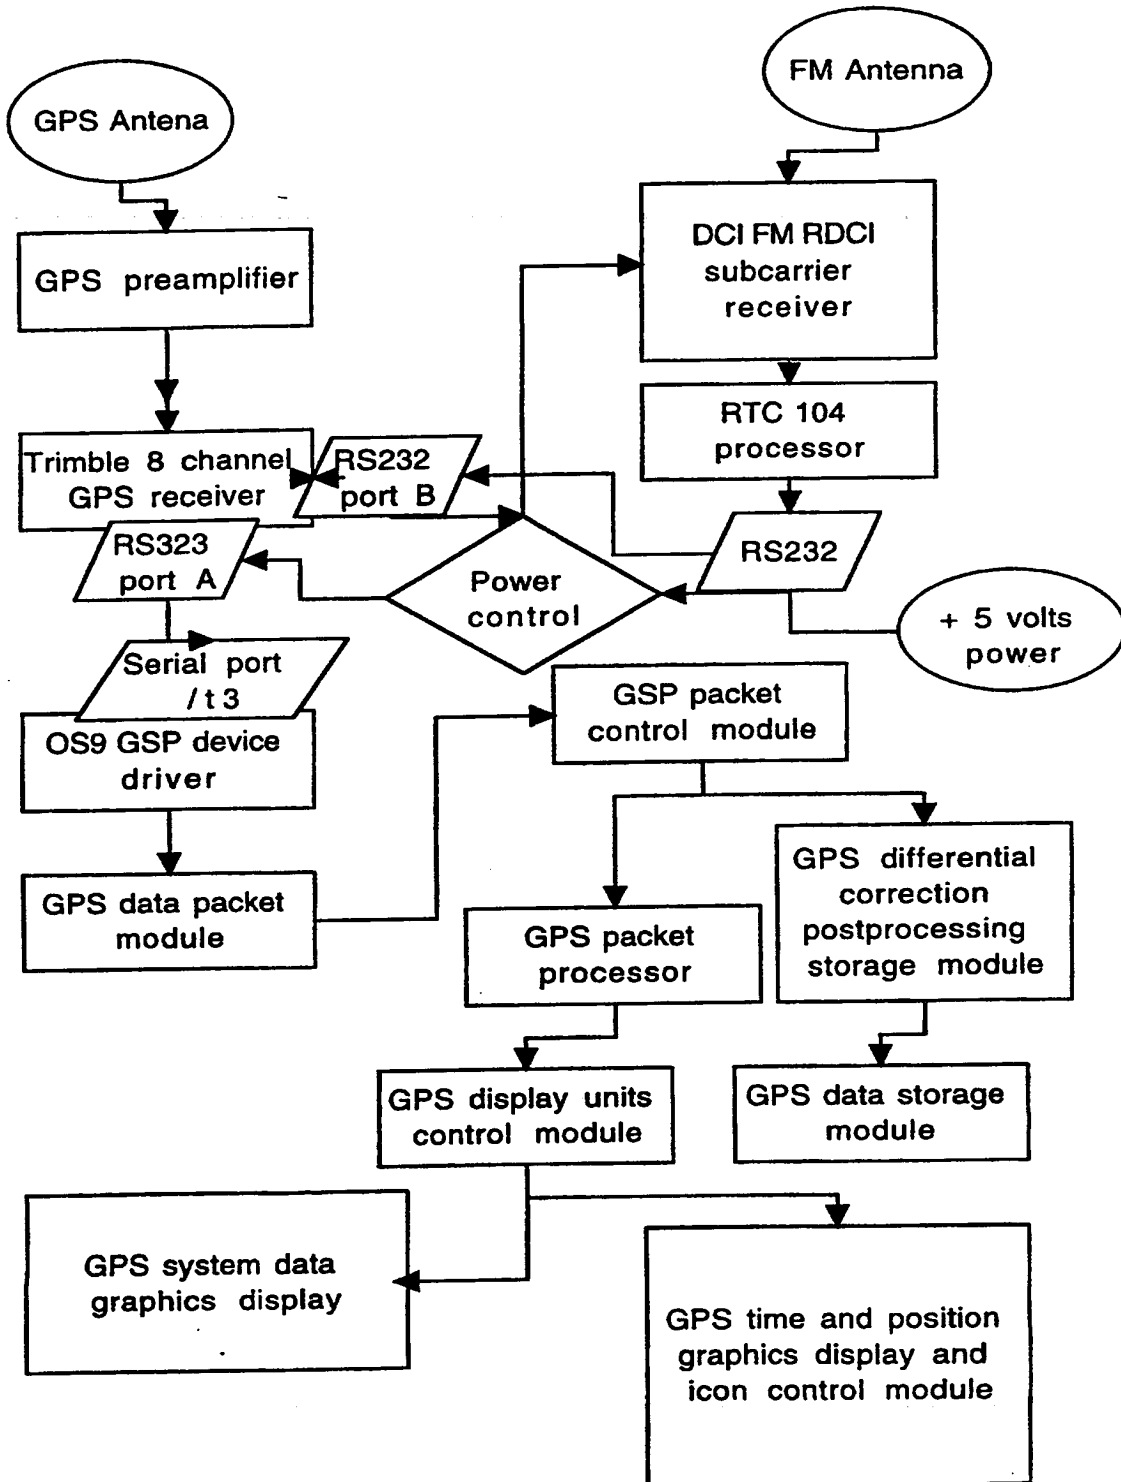 FM Antenna
GPS Antena
DCI FM RDCI
subcarrier
receiver
GPS preamplifier
RTC 104
processor
Trimble 8 channel
GPS receiver
RS232
port B
RS323
port A
RS232
Power
control
+ 5 volts
power
Serial port
/ t 3
GSP packet
control module
OS9 GSP device
driver
GPS differential
correction
postprocessing
storage module
GPS data packet
module
GPS packet
processor
GPS display units
control module
GPS data storage
module
GPS system data
graphics display
GPS time and position
graphics display and
icon control module